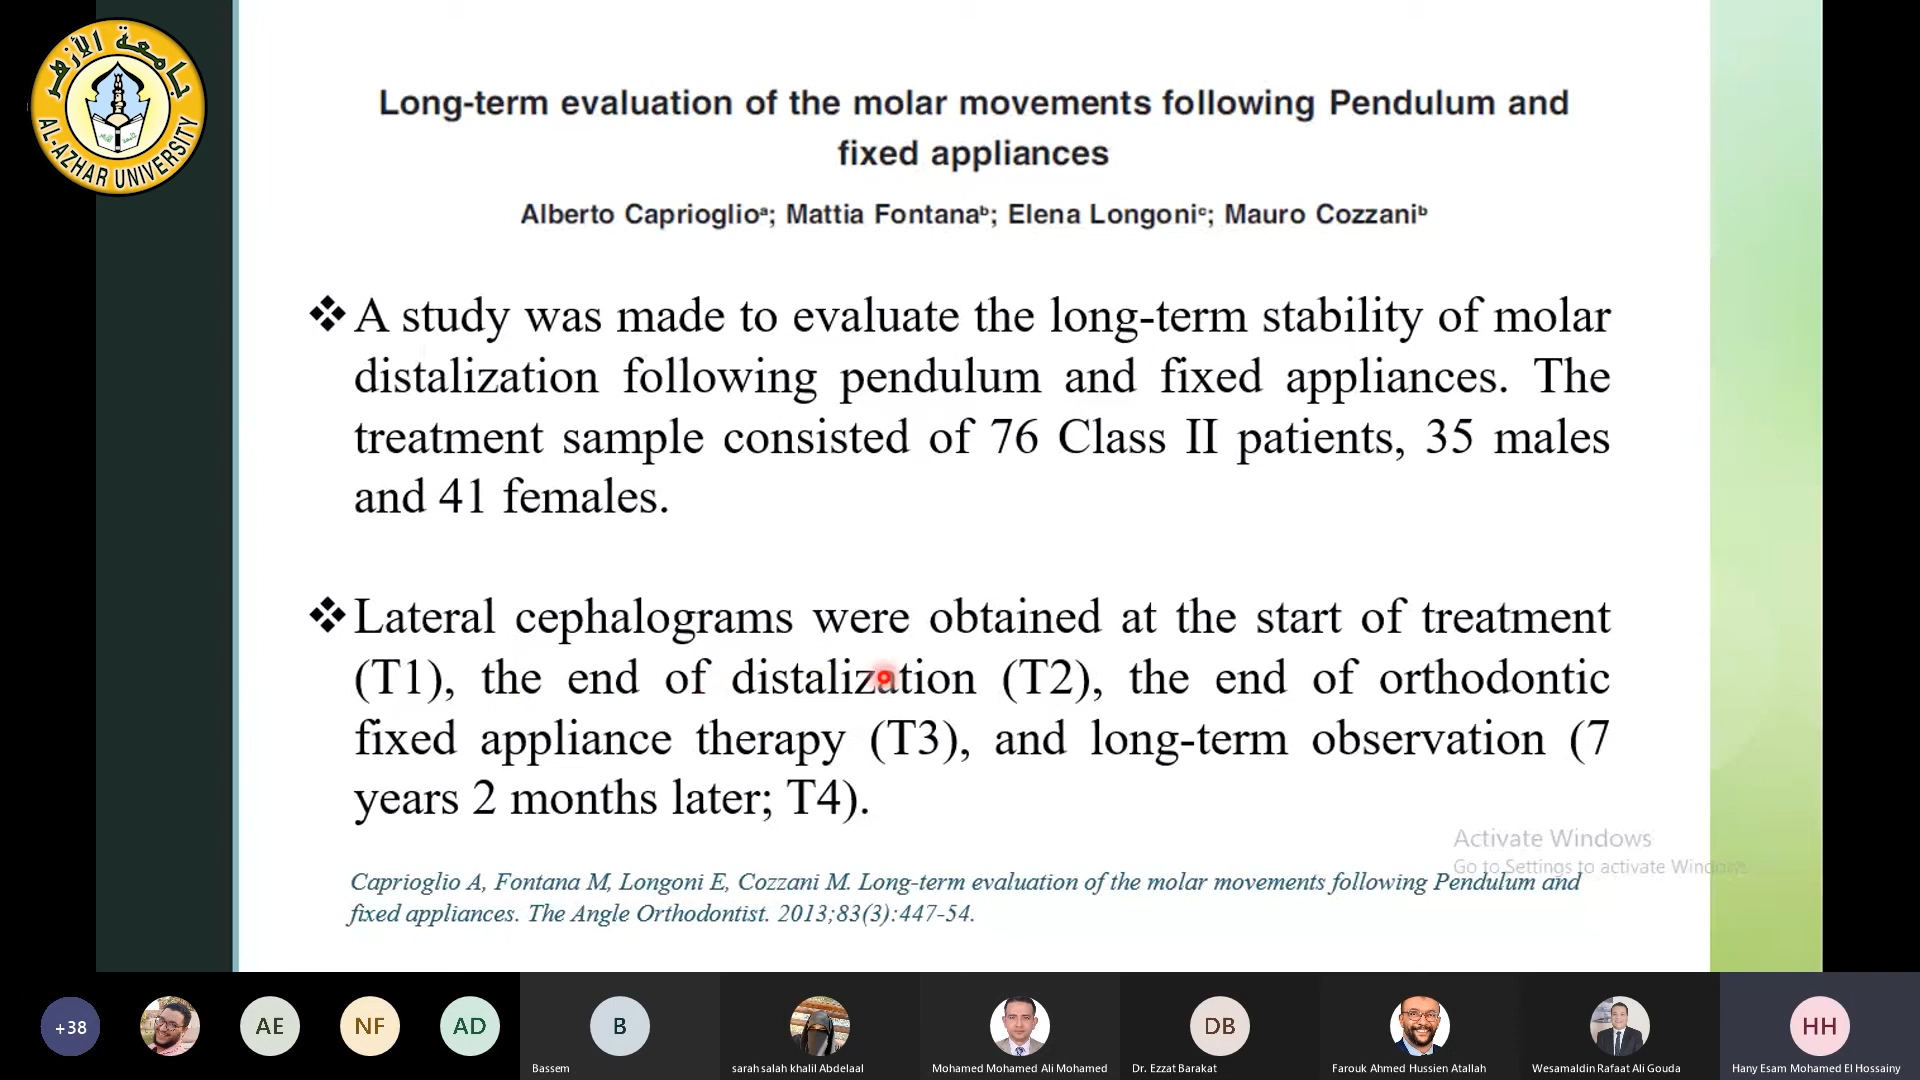 جامعة الأزهر
AL-AZHAR UNIVERSITY
Long-term evaluation of the molar movements following Pendulum and
fixed appliances
Alberto Caprioglioᵃ; Mattia Fontanaᵇ; Elena Longoniᶜ; Mauro Cozzaniᵇ
❖ A study was made to evaluate the long-term stability of molar
distalization following pendulum and fixed appliances. The
treatment sample consisted of 76 Class II patients, 35 males
and 41 females.
❖ Lateral cephalograms were obtained at the start of treatment
(T1), the end of distalization (T2), the end of orthodontic
fixed appliance therapy (T3), and long-term observation (7
years 2 months later; T4).
Activate Windows
Go to Settings to activate Windows.
Caprioglio A, Fontana M, Longoni E, Cozzani M. Long-term evaluation of the molar movements following Pendulum and
fixed appliances. The Angle Orthodontist. 2013;83(3):447-54.
+38
AE
NF
AD
B
DB
HH
Bassem
sarah salah khalil Abdelaal
Mohamed Mohamed Ali Mohamed
Dr. Ezzat Barakat
Farouk Ahmed Hussien Atallah
Wesamaldin Rafaat Ali Gouda
Hany Esam Mohamed El Hossainy